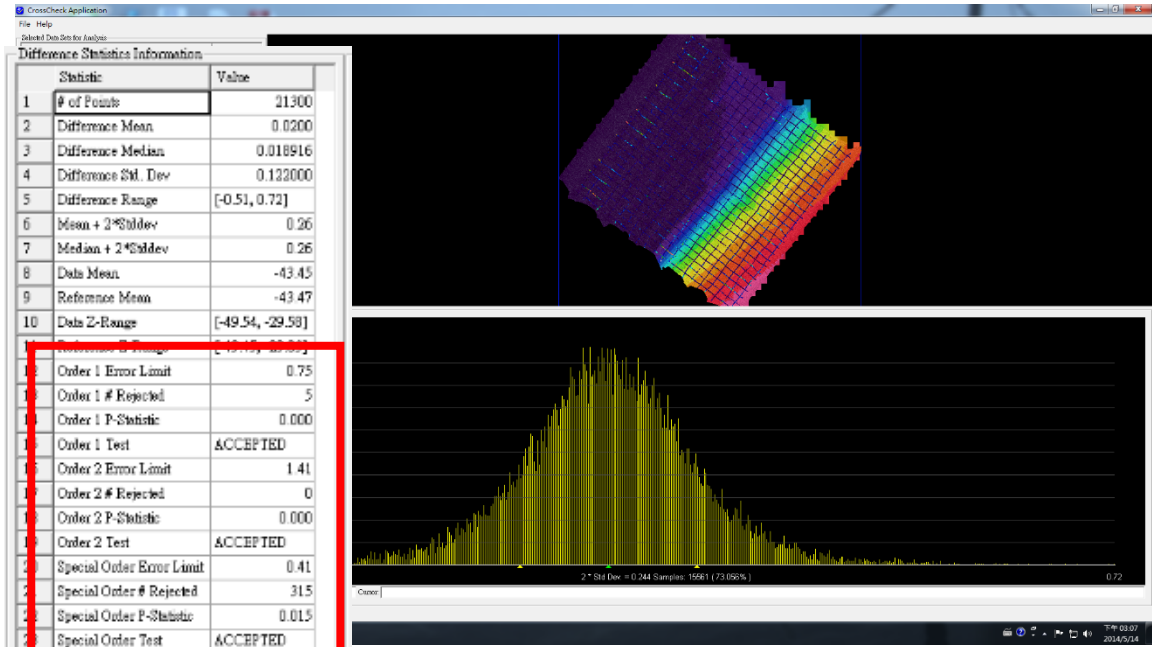 CrossCheck Application
File Help
Selected Data Sets for Analysis
Difference Statistics Information
Statistic Value
1 # of Points 21300
2 Difference Mean 0.0200
3 Difference Median 0.018916
4 Difference Std. Dev 0.122000
5 Difference Range [-0.51, 0.72]
6 Mean + 2*Stddev 0.26
7 Median + 2*Stddev 0.26
8 Data Mean -43.45
9 Reference Mean -43.47
10 Data Z-Range [-49.54, -29.58]
Order 1 Error Limit 0.75
Order 1 # Rejected 5
Order 1 P-Statistic 0.000
Order 1 Test ACCEPTED
Order 2 Error Limit 1.41
Order 2 # Rejected 0
Order 2 P-Statistic 0.000
Order 2 Test ACCEPTED
Special Order Error Limit 0.41
Special Order # Rejected 315
Special Order P-Statistic 0.015
Special Order Test ACCEPTED
2 * Std Dev. = 0.244 Samples: 15561 (73.056% )
0.72
Cursor
下午 03:07
2014/5/14